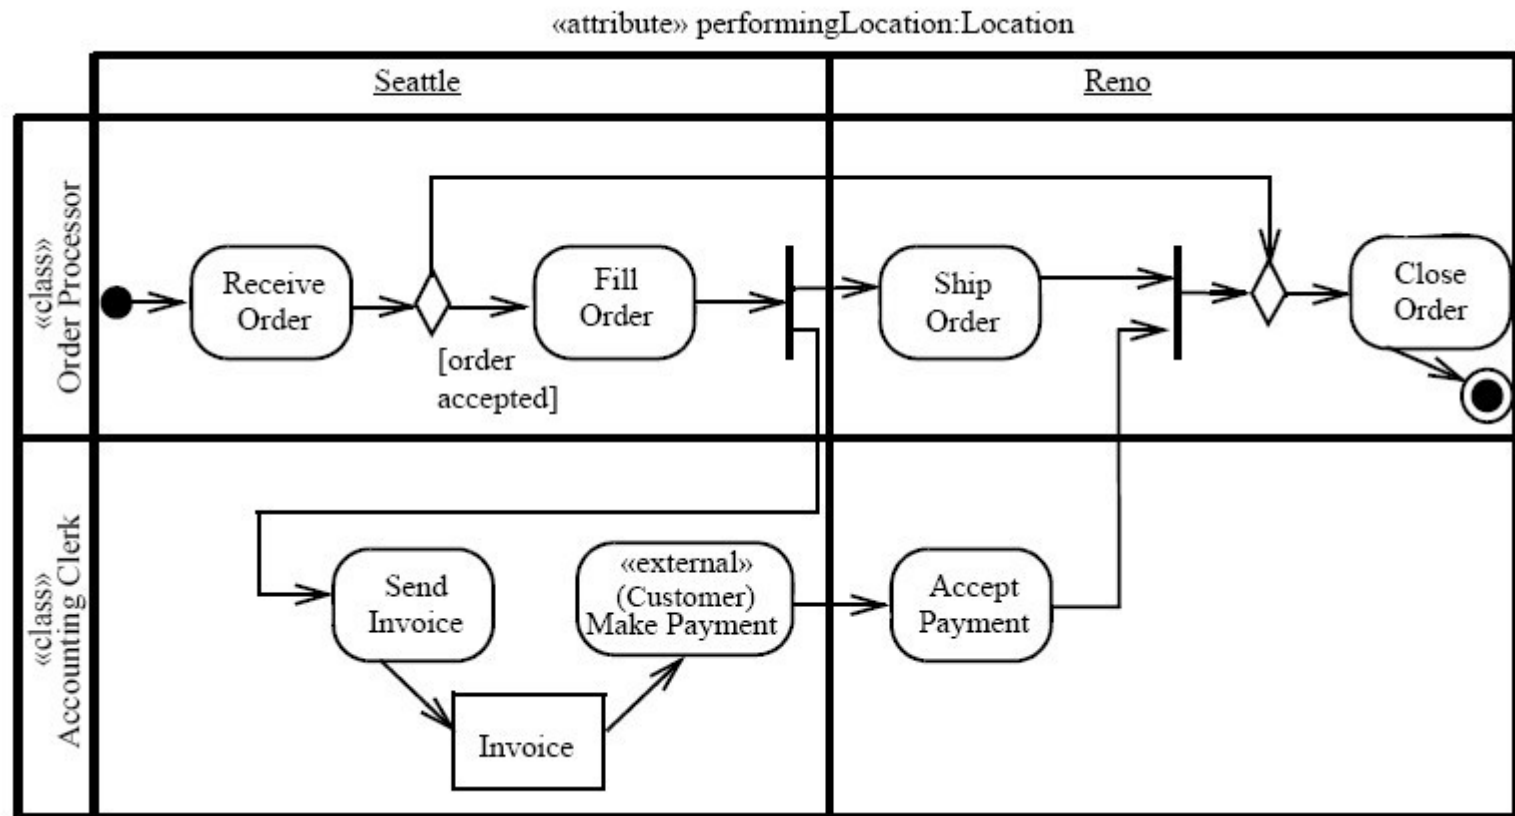 «attribute» performingLocation:Location
Seattle
Reno
«class»
Order Processor
Receive
Order
[order
accepted]
Fill
Order
Ship
Order
Close
Order
«class»
Accounting Clerk
Send
Invoice
Invoice
«external»
(Customer)
Make Payment
Accept
Payment